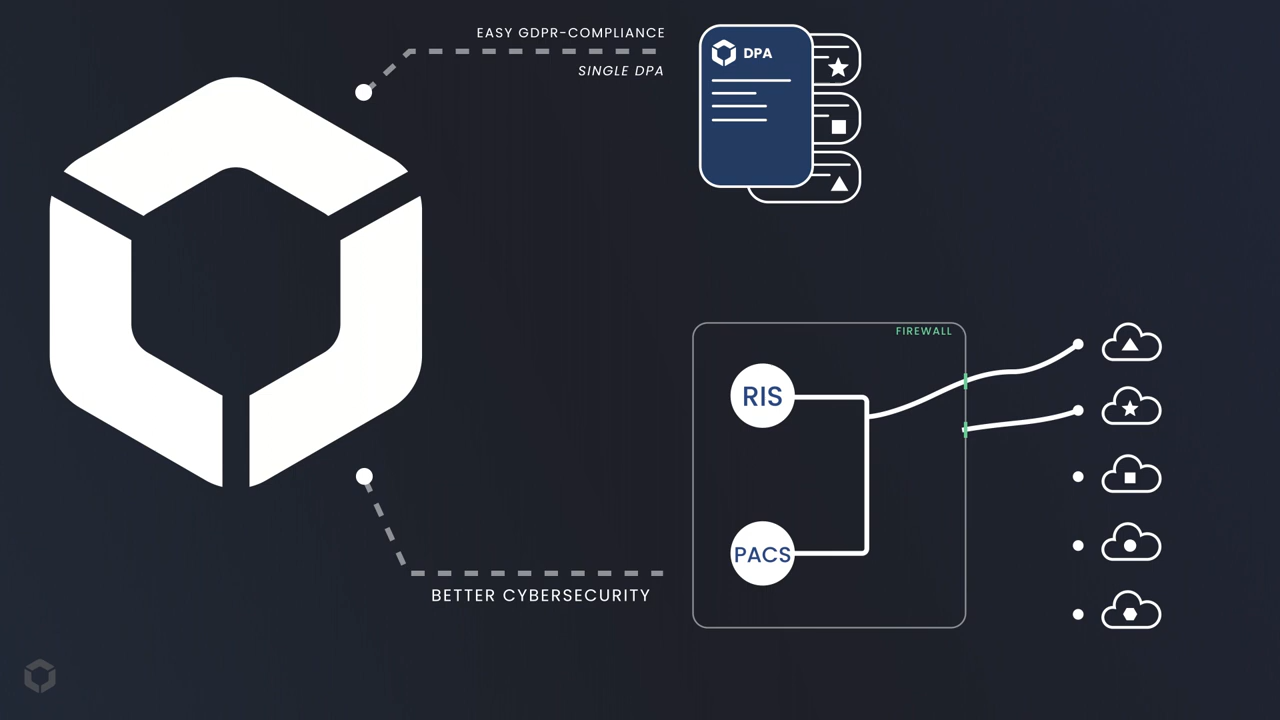 EASY GDPR-COMPLIANCE
SINGLE DPA
DPA
FIREWALL
RIS
PACS
BETTER CYBERSECURITY